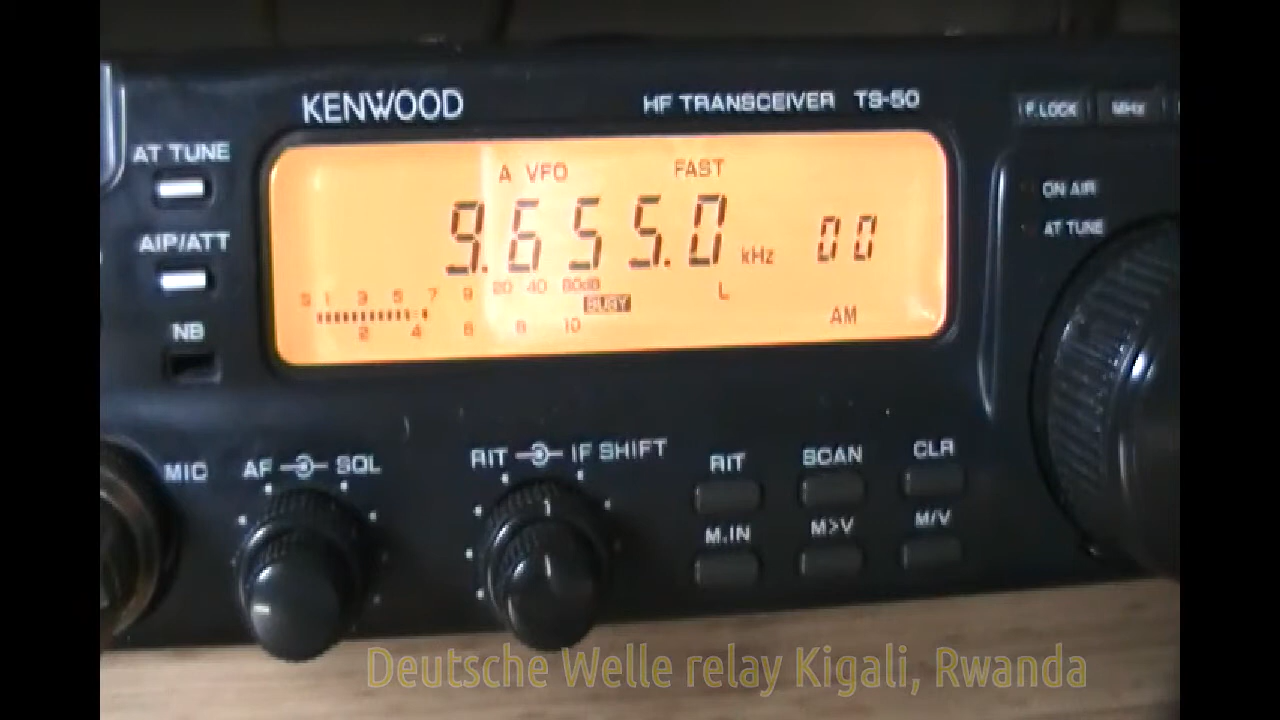 KENWOOD
HF TRANSCEIVER TS-50
F.LOCK
MHz
AT TUNE
A VFO FAST
9.655.0 kHz 00
AIP/ATT
S 1 3 5 7 9 20 40 60dB
BUSY
L
2 4 6 8 10
AM
NB
ON AIR
AT TUNE
MIC
AF SQL
RIT IF SHIFT
RIT
SCAN
CLR
M.IN
M>V
M/V
Deutsche Welle relay Kigali, Rwanda